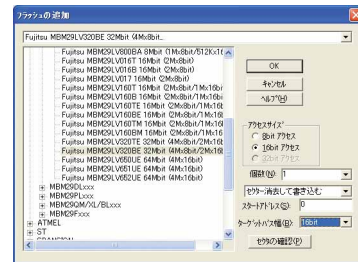 フラッシュの追加
Fujitsu MBM29LV320BE 32Mbit (4Mx8bit...
Fujitsu MBM29LV800BA 8Mbit (1Mx8bit/512Kx16
Fujitsu MBM29LV016T 16Mbit (2Mx8bit)
Fujitsu MBM29LV016B 16Mbit (2Mx8bit)
Fujitsu MBM29LV017 16Mbit (2Mx8bit)
Fujitsu MBM29LV160T 16Mbit (2Mx8bit/1Mx16bi
Fujitsu MBM29LV160B 16Mbit (2Mx8bit/1Mx16bi
Fujitsu MBM29LV160TE 16Mbit (2Mx8bit/1Mx16b
Fujitsu MBM29LV160BE 16Mbit (2Mx8bit/1Mx16b
Fujitsu MBM29LV160TM 16Mbit (2Mx8bit/1Mx16
Fujitsu MBM29LV160BM 16Mbit (2Mx8bit/1Mx16
Fujitsu MBM29LV320TE 32Mbit (4Mx8bit/2Mx16b
Fujitsu MBM29LV320BE 32Mbit (4Mx8bit/2Mx16b
Fujitsu MBM29LV650UE 64Mbit (4Mx16bit)
Fujitsu MBM29LV651UE 64Mbit (4Mx16bit)
Fujitsu MBM29LV652UE 64Mbit (4Mx16bit)
MBM29DLxxx
MBM29PLxxx
MBM29QM/XL/BLxxx
MBM29Fxxx
ATMEL
ST
OK
キャンセル
ヘルプ(H)
アクセスサイズ
8bit アクセス
16bit アクセス
32bit アクセス
個数(N): 1
セクター消去して書き込む
スタートアドレス(S): 0
ターゲットバス幅(B): 16bit
セクタの確認(P)